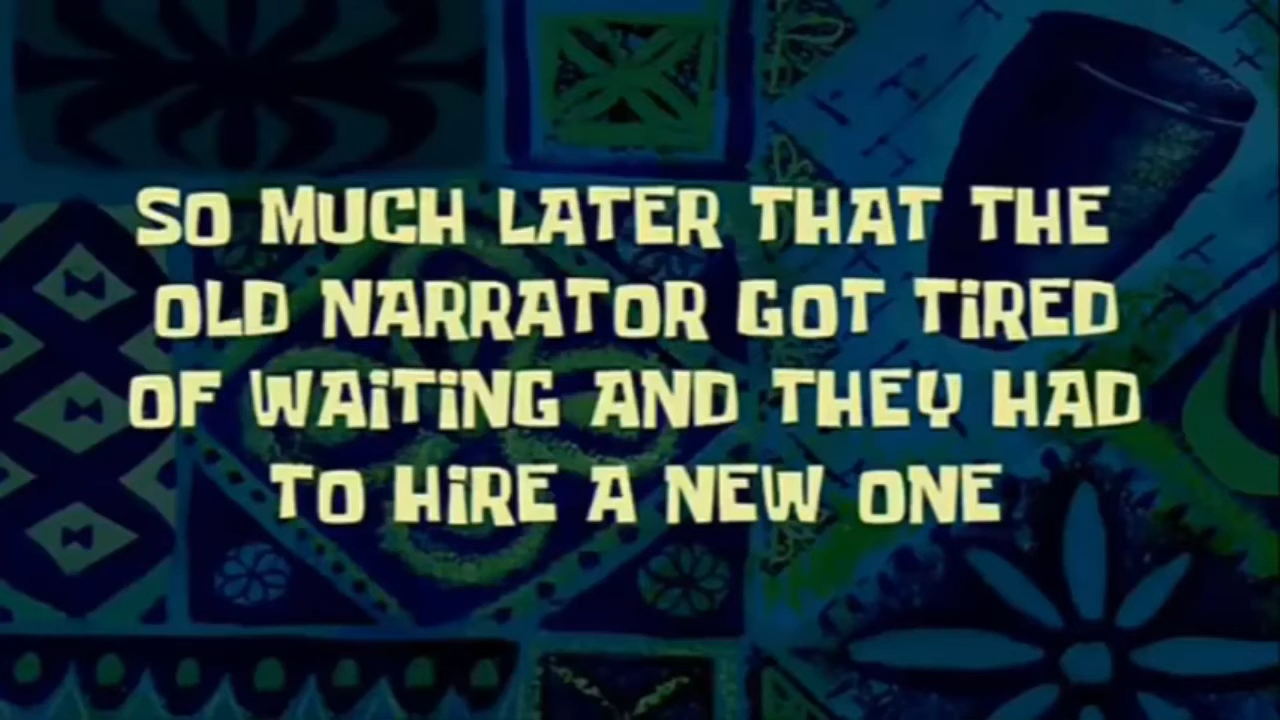 SO MUCH LATER THAT THE
OLD NARRATOR GOT TiRED
OF WAiTiNG AND THEY HAD
TO HiRE A NEW ONE